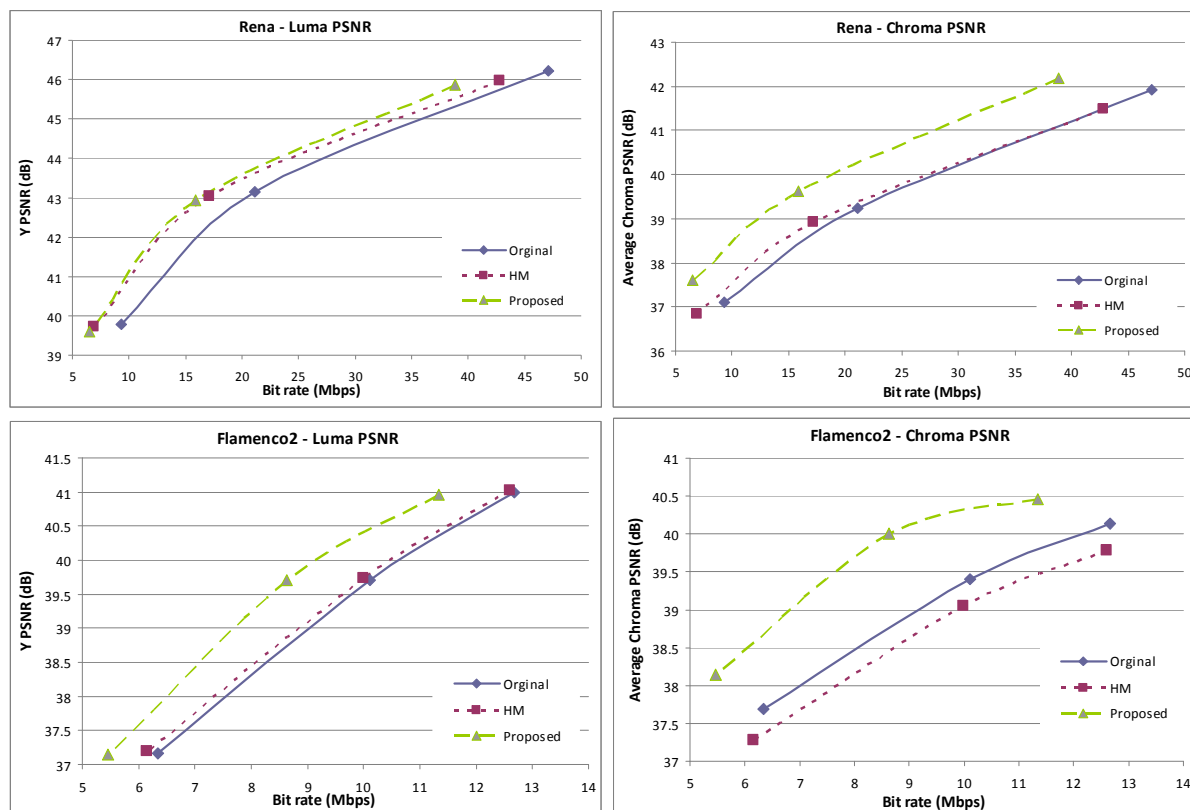 Rena - Luma PSNR
46
45
44
43
42
41
40
39
47
Y PSNR (dB)
Orginal
HM
Proposed
5 10 15 20 25 30 35 40 45 50
Bit rate (Mbps)
Rena - Chroma PSNR
43
42
41
40
39
38
37
36
Average Chroma PSNR (dB)
Orginal
HM
Proposed
5 10 15 20 25 30 35 40 45 50
Bit rate (Mbps)
Flamenco2 - Luma PSNR
41.5
41
40.5
40
39.5
39
38.5
38
37.5
37
Y PSNR (dB)
Orginal
HM
Proposed
5 6 7 8 9 10 11 12 13 14
Bit rate (Mbps)
Flamenco2 - Chroma PSNR
41
40.5
40
39.5
39
38.5
38
37.5
37
Average Chroma PSNR (dB)
Orginal
HM
Proposed
5 6 7 8 9 10 11 12 13 14
Bit rate (Mbps)